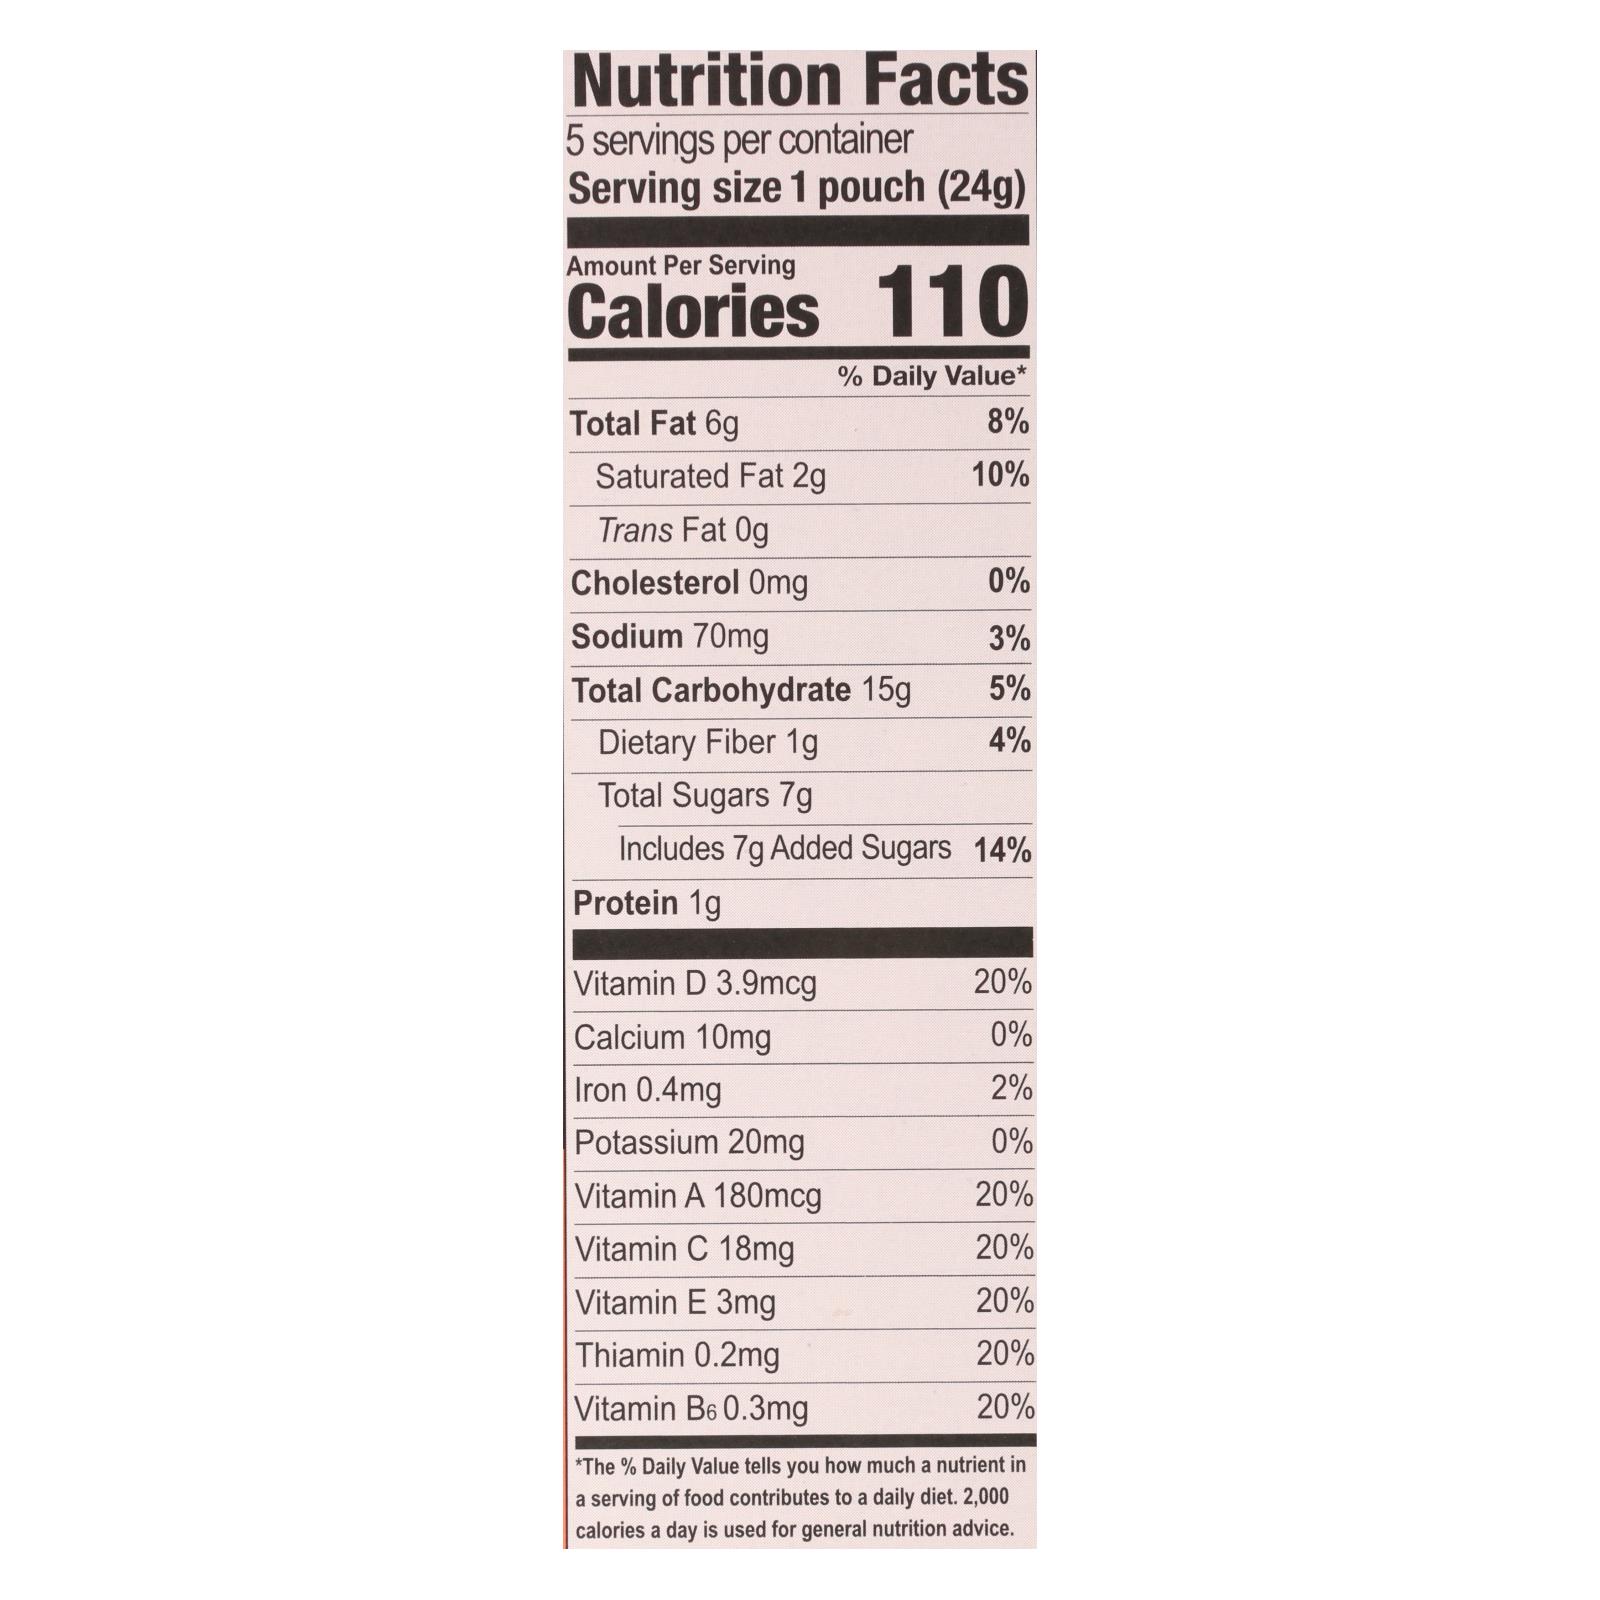 Nutrition Facts
5 servings per container
Serving size 1 pouch (24g)
Amount Per Serving
Calories 110
% Daily Value*
Total Fat 6g 8%
Saturated Fat 2g 10%
Trans Fat 0g
Cholesterol 0mg 0%
Sodium 70mg 3%
Total Carbohydrate 15g 5%
Dietary Fiber 1g 4%
Total Sugars 7g
Includes 7g Added Sugars 14%
Protein 1g
Vitamin D 3.9mcg 20%
Calcium 10mg 0%
Iron 0.4mg 2%
Potassium 20mg 0%
Vitamin A 180mcg 20%
Vitamin C 18mg 20%
Vitamin E 3mg 20%
Thiamin 0.2mg 20%
Vitamin B6 0.3mg 20%
*The % Daily Value tells you how much a nutrient in
a serving of food contributes to a daily diet. 2,000
calories a day is used for general nutrition advice.